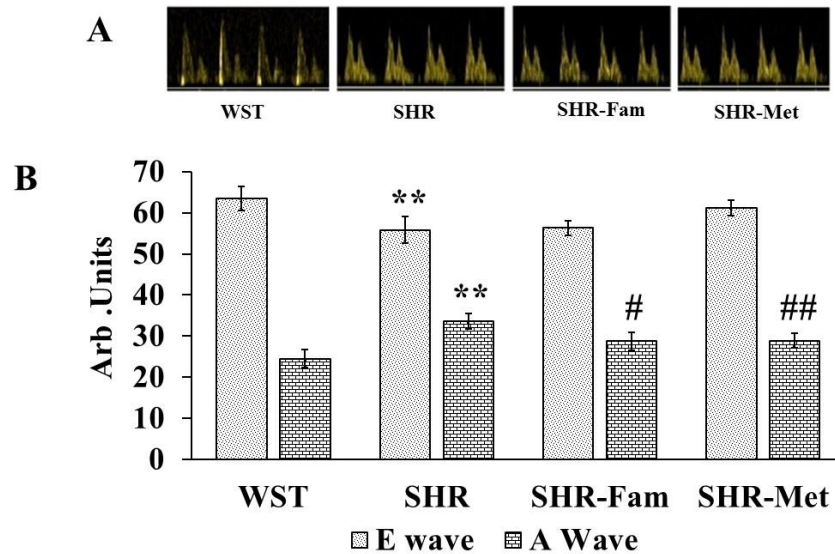 A
WST SHR SHR-Fam SHR-Met
B
Arb .Units
70
60
50
40
30
20
10
0
** ** # ##
WST SHR SHR-Fam SHR-Met
E wave A Wave